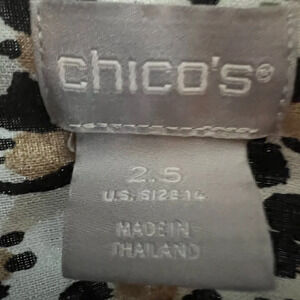 chico's®
2.5
U.S. SIZE 14
MADE IN
THAILAND